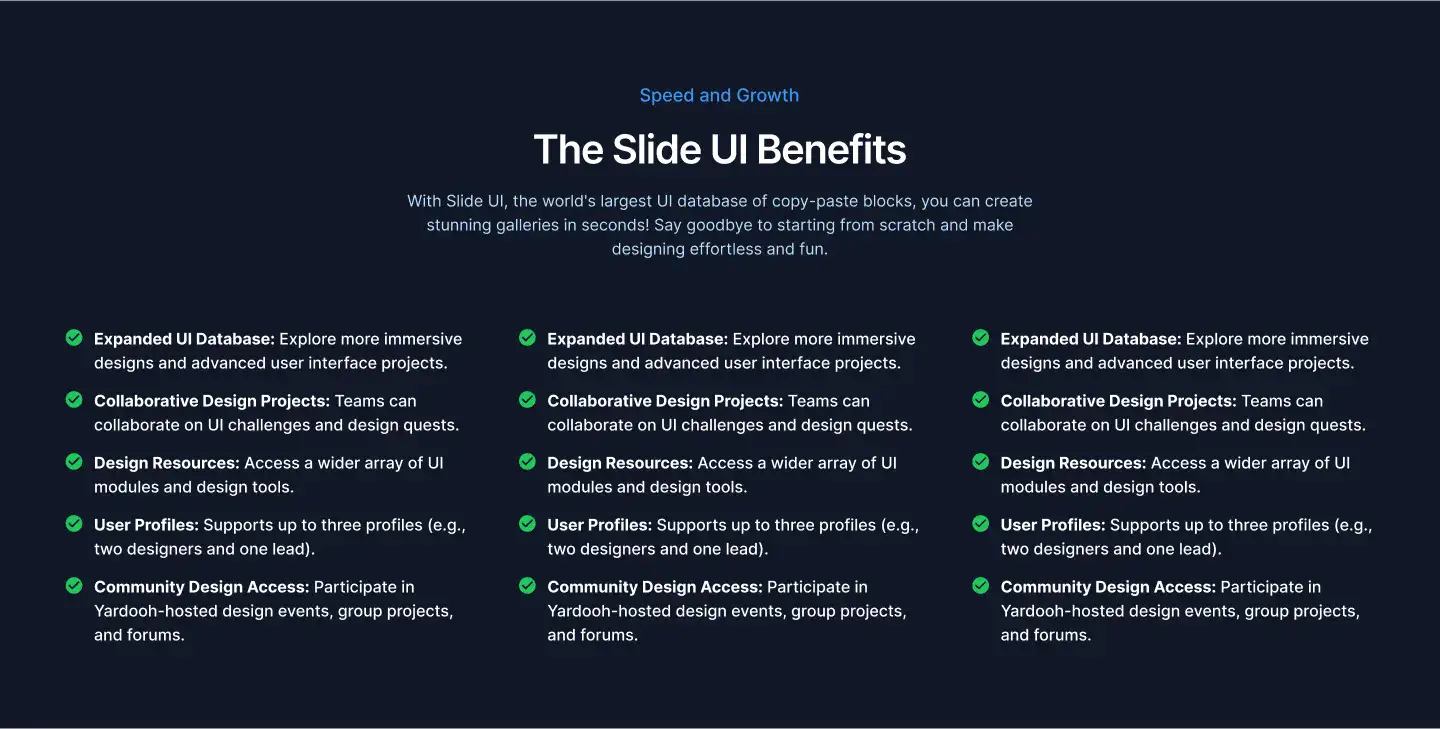 Speed and Growth
The Slide UI Benefits
With Slide UI, the world's largest UI database of copy-paste blocks, you can create
stunning galleries in seconds! Say goodbye to starting from scratch and make
designing effortless and fun.
Expanded UI Database: Explore more immersive
designs and advanced user interface projects.
Collaborative Design Projects: Teams can
collaborate on UI challenges and design quests.
Design Resources: Access a wider array of UI
modules and design tools.
User Profiles: Supports up to three profiles (e.g.,
two designers and one lead).
Community Design Access: Participate in
Yardooh-hosted design events, group projects,
and forums.
Expanded UI Database: Explore more immersive
designs and advanced user interface projects.
Collaborative Design Projects: Teams can
collaborate on UI challenges and design quests.
Design Resources: Access a wider array of UI
modules and design tools.
User Profiles: Supports up to three profiles (e.g.,
two designers and one lead).
Community Design Access: Participate in
Yardooh-hosted design events, group projects,
and forums.
Expanded UI Database: Explore more immersive
designs and advanced user interface projects.
Collaborative Design Projects: Teams can
collaborate on UI challenges and design quests.
Design Resources: Access a wider array of UI
modules and design tools.
User Profiles: Supports up to three profiles (e.g.,
two designers and one lead).
Community Design Access: Participate in
Yardooh-hosted design events, group projects,
and forums.